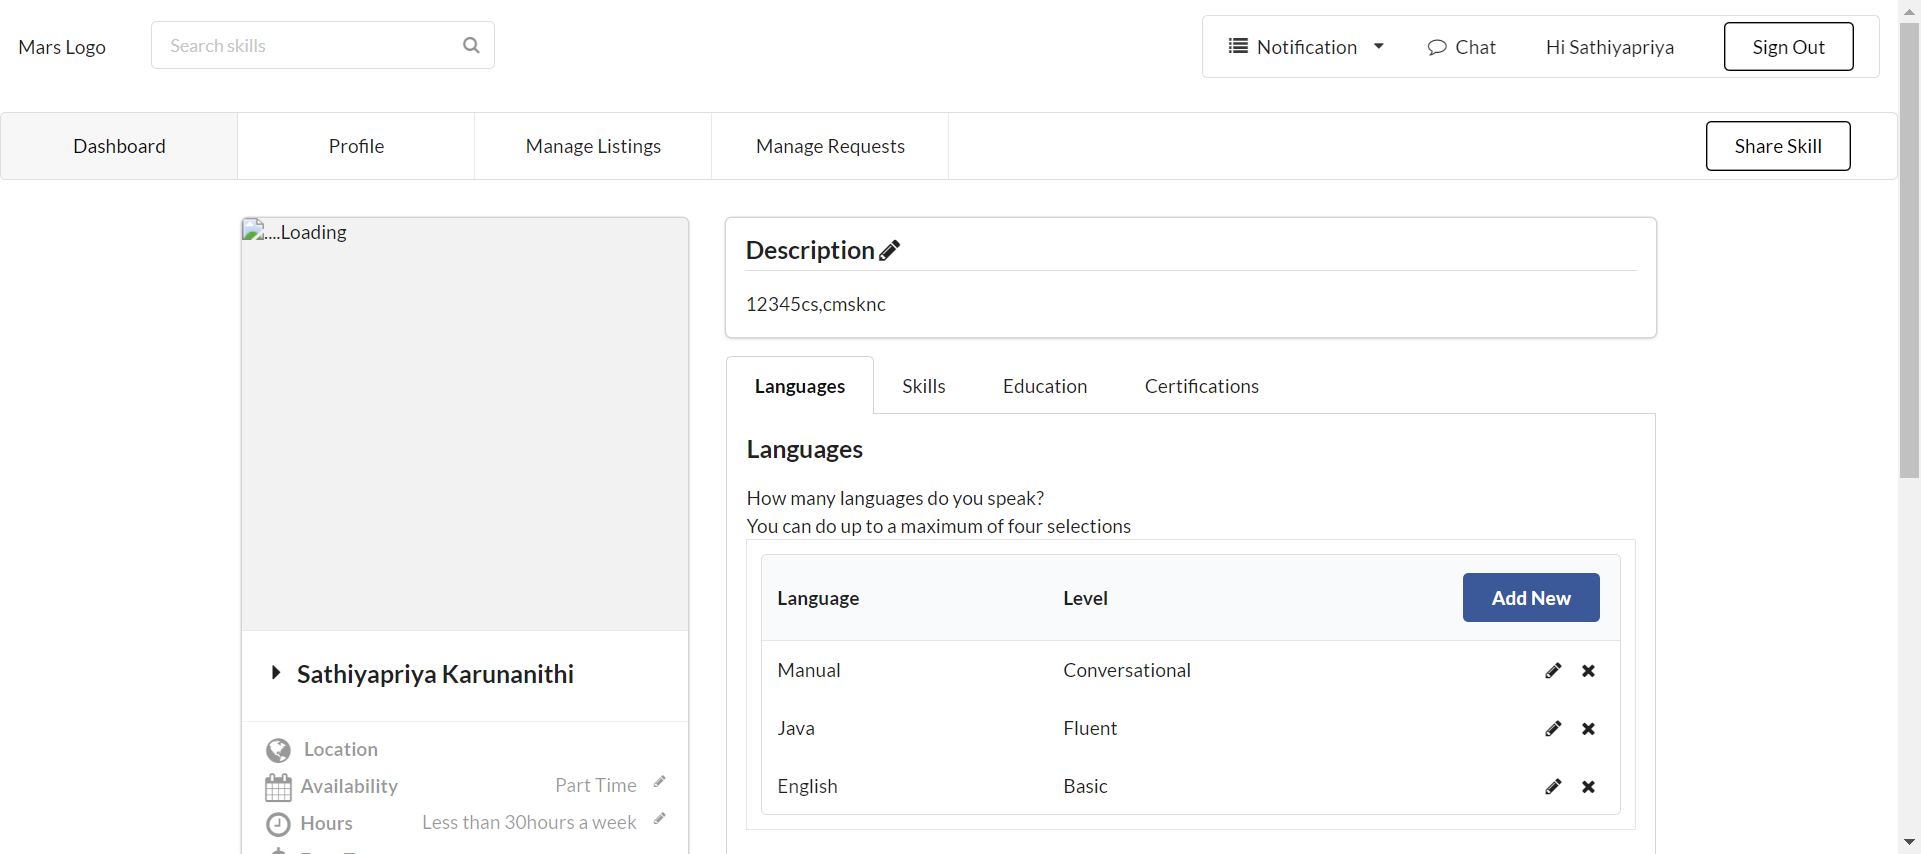 Mars Logo
Search skills
Notification
Chat
Hi Sathiyapriya
Sign Out
Dashboard
Profile
Manage Listings
Manage Requests
Share Skill
....Loading
Sathiyapriya Karunanithi
Location
Availability Part Time
Hours Less than 30hours a week
Description
12345cs,cmsknc
Languages Skills Education Certifications
Languages
How many languages do you speak?
You can do up to a maximum of four selections
Language Level Add New
Manual Conversational
Java Fluent
English Basic